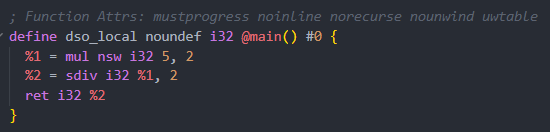 ; Function Attrs: mustprogress noinline nounwind norecurse uwtable
define dso_local noundef i32 @main() #0 {
%1 = mul nsw i32 5, 2
%2 = sdiv i32 %1, 2
ret i32 %2
}